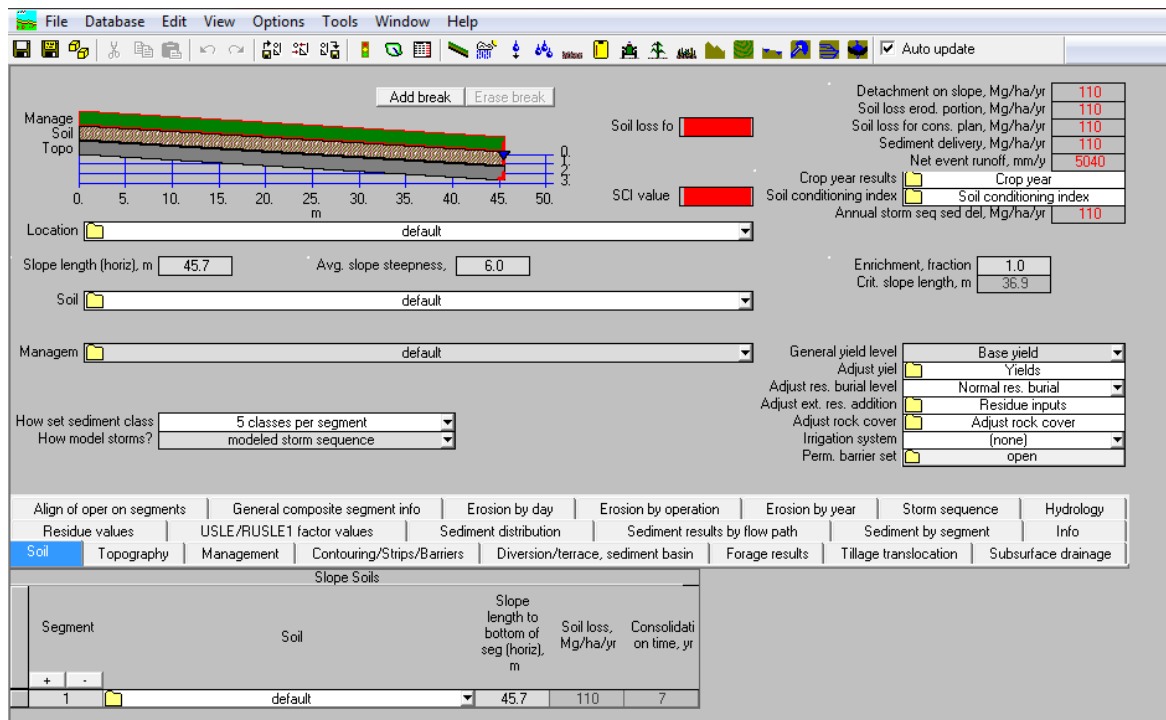 File Database Edit View Options Tools Window Help
Auto update
Add break Erase break
Manage
Soil
Topo
0.
1.
2.
3.
0. 5. 10. 15. 20. 25. 30. 35. 40. 45. 50.
m
Soil loss fo
SCI value
Detachment on slope, Mg/ha/yr 110
Soil loss erod. portion, Mg/ha/yr 110
Soil loss for cons. plan, Mg/ha/yr 110
Sediment delivery, Mg/ha/yr 110
Net event runoff, mm/y 5040
Crop year results Crop year
Soil conditioning index Soil conditioning index
Annual storm seq sed del, Mg/ha/yr 110
Location default
Slope length (horiz), m 45.7 Avg. slope steepness, 6.0
Enrichment, fraction 1.0
Crit. slope length, m 36.9
Soil default
Managem default
General yield level Base yield
Adjust yiel Yields
Adjust res. burial level Normal res. burial
Adjust ext. res. addition Residue inputs
Adjust rock cover Adjust rock cover
Irrigation system (none)
Perm. barrier set open
How set sediment class 5 classes per segment
How model storms? modeled storm sequence
Align of oper on segments General composite segment info Erosion by day Erosion by operation Erosion by year Storm sequence Hydrology
Residue values USLE/RUSLE1 factor values Sediment distribution Sediment results by flow path Sediment by segment Info
Soil Topography Management Contouring/Strips/Barriers Diversion/terrace, sediment basin Forage results Tillage translocation Subsurface drainage
Slope Soils
Segment
Soil
Slope
length to
bottom of
seg (horiz),
m
Soil loss,
Mg/ha/yr
Consolidati
on time, yr
+ -
1 default 45.7 110 7